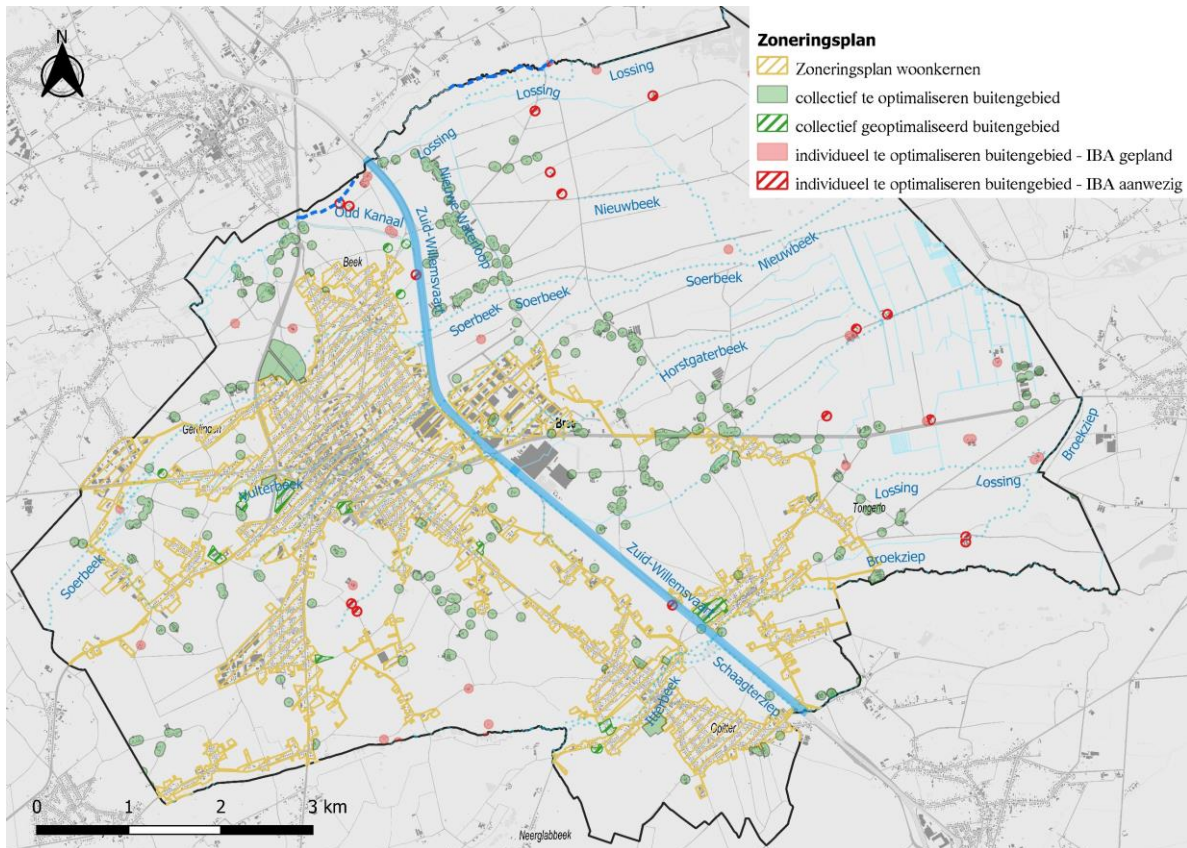 N
Zoneringsplan
Zoneringsplan woonkernen
collectief te optimaliseren buitengebied
collectief geoptimaliseerd buitengebied
individueel te optimaliseren buitengebied - IBA gepland
individueel te optimaliseren buitengebied - IBA aanwezig
Lossing
Lossing
Lossing
Nieuwe Waterloop
Nieuwbeek
Oud Kanaal
Zuid-Willemsvaart
Beek
Nieuwbeek
Soerbeek
Soerbeek
Soerbeek
Horstgaterbeek
Bree
Broekziep
Lossing
Lossing
Tongerlo
Broekziep
Soerbeek
Zuid-Willemsvaart
Schaagterziep
Itterbeek
Opitter
Neerglabbeek
0 1 2 3 km